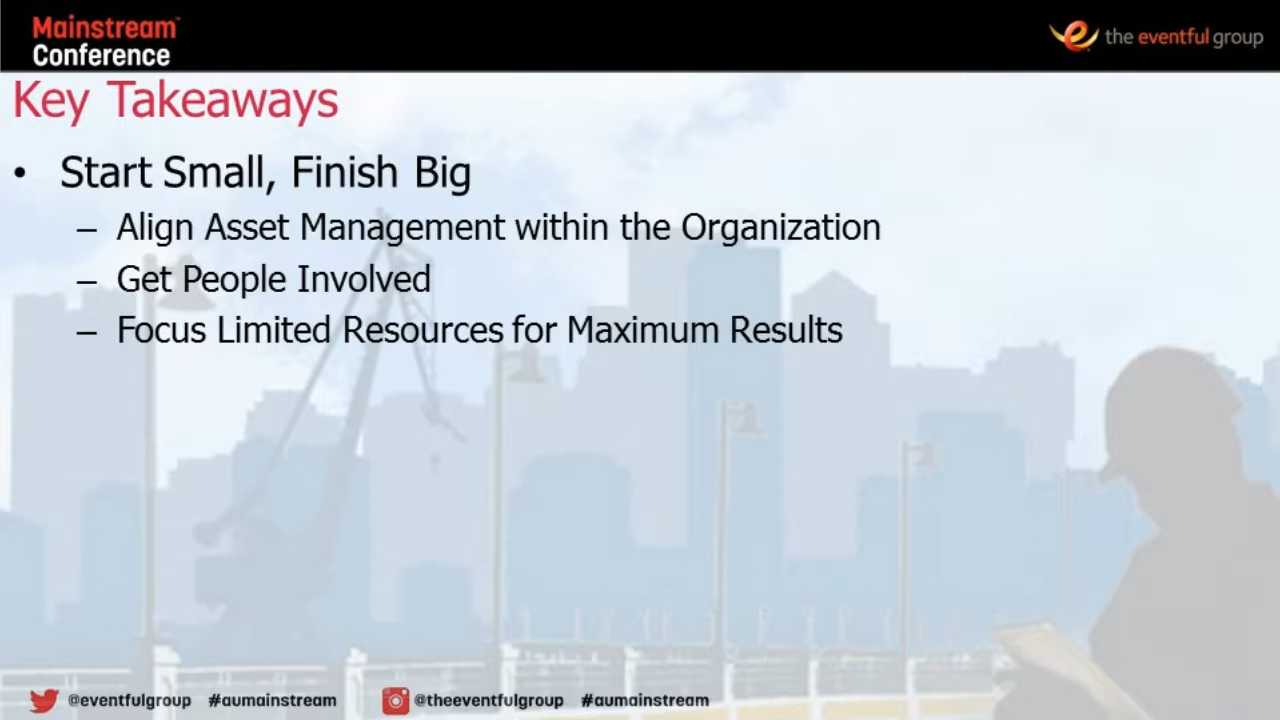 Mainstream™
Conference
the eventful group
Key Takeaways
• Start Small, Finish Big
– Align Asset Management within the Organization
– Get People Involved
– Focus Limited Resources for Maximum Results
@eventfulgroup #aumainstream @theeventfulgroup #aumainstream